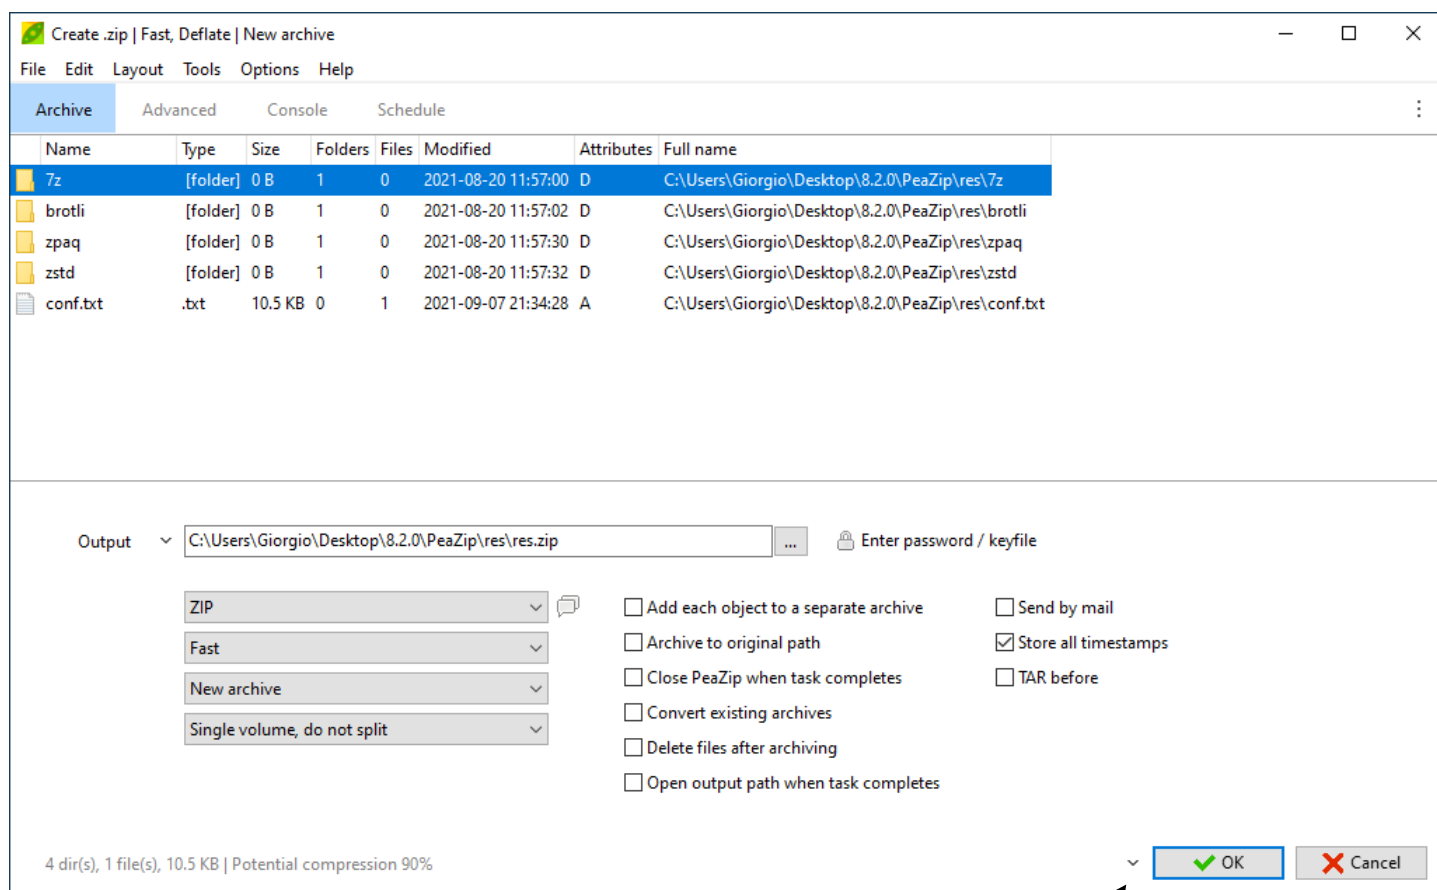 Create .zip | Fast, Deflate | New archive
File Edit Layout Tools Options Help
Archive Advanced Console Schedule
Name Type Size Folders Files Modified Attributes Full name
7z [folder] 0 B 1 0 2021-08-20 11:57:00 D C:\Users\Giorgio\Desktop\8.2.0\PeaZip\res\7z
brotli [folder] 0 B 1 0 2021-08-20 11:57:02 D C:\Users\Giorgio\Desktop\8.2.0\PeaZip\res\brotli
zpaq [folder] 0 B 1 0 2021-08-20 11:57:30 D C:\Users\Giorgio\Desktop\8.2.0\PeaZip\res\zpaq
zstd [folder] 0 B 1 0 2021-08-20 11:57:32 D C:\Users\Giorgio\Desktop\8.2.0\PeaZip\res\zstd
conf.txt .txt 10.5 KB 0 1 2021-09-07 21:34:28 A C:\Users\Giorgio\Desktop\8.2.0\PeaZip\res\conf.txt
Output C:\Users\Giorgio\Desktop\8.2.0\PeaZip\res\res.zip ... Enter password / keyfile
ZIP Add each object to a separate archive Send by mail
Fast Archive to original path Store all timestamps
New archive Close PeaZip when task completes TAR before
Single volume, do not split Convert existing archives
Delete files after archiving
Open output path when task completes
4 dir(s), 1 file(s), 10.5 KB | Potential compression 90% OK Cancel